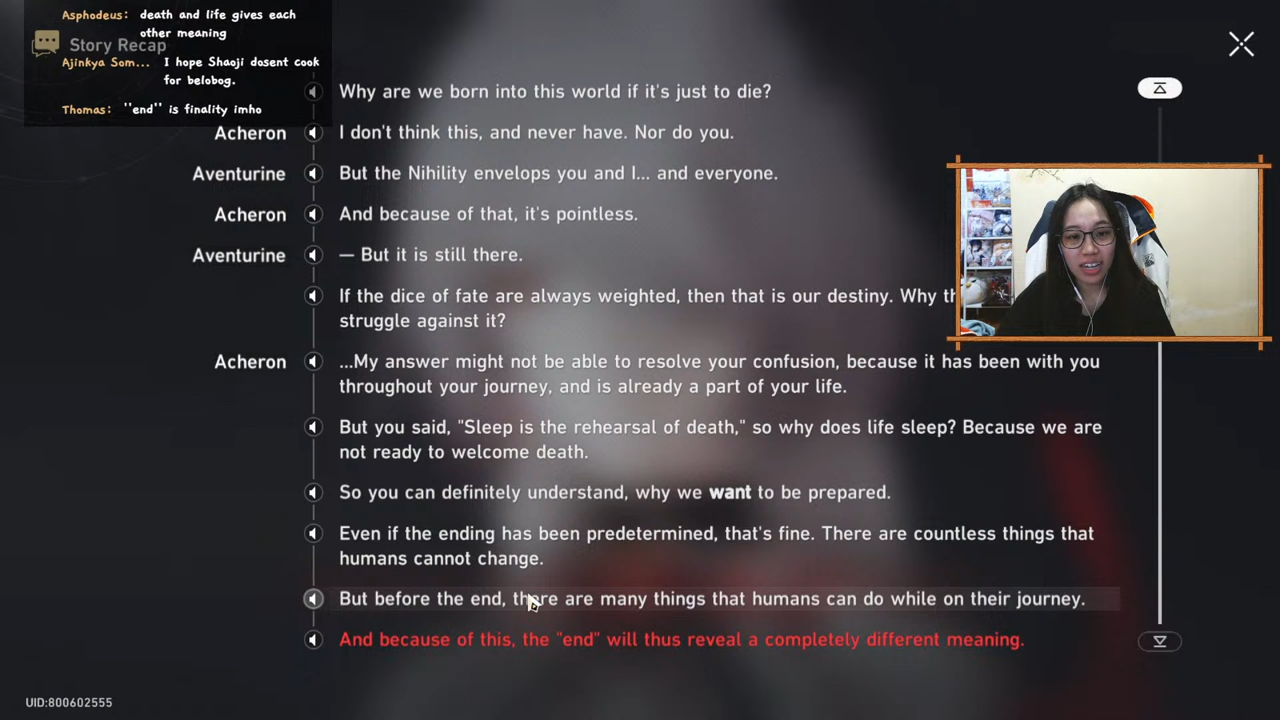 Asphodeus: death and life gives each
other meaning
Story Recap
Ajinkya Som... I hope Shaoji dosent cook
for belobog.
Thomas: ''end'' is finality imho
Why are we born into this world if it's just to die?
Acheron I don't think this, and never have. Nor do you.
Aventurine But the Nihility envelops you and I... and everyone.
Acheron And because of that, it's pointless.
Aventurine — But it is still there.
If the dice of fate are always weighted, then that is our destiny. Why
struggle against it?
Acheron ...My answer might not be able to resolve your confusion, because it has been with you
throughout your journey, and is already a part of your life.
But you said, "Sleep is the rehearsal of death," so why does life sleep? Because we are
not ready to welcome death.
So you can definitely understand, why we want to be prepared.
Even if the ending has been predetermined, that's fine. There are countless things that
humans cannot change.
But before the end, there are many things that humans can do while on their journey.
And because of this, the "end" will thus reveal a completely different meaning.
UID:800602555